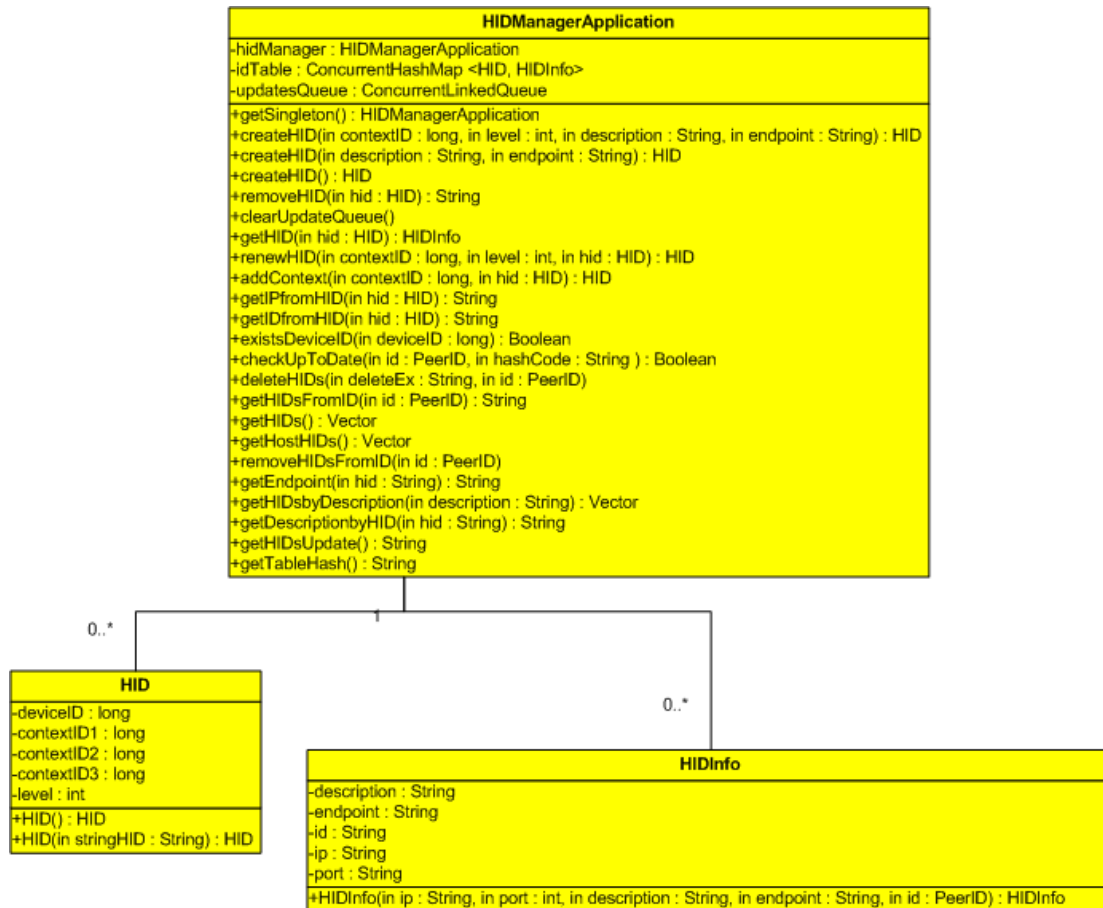 HIDManagerApplication
-hidManager : HIDManagerApplication
-idTable : ConcurrentHashMap <HID, HIDInfo>
-updatesQueue : ConcurrentLinkedQueue
+getSingleton() : HIDManagerApplication
+createHID(in contextID : long, in level : int, in description : String, in endpoint : String) : HID
+createHID(in description : String, in endpoint : String) : HID
+createHID() : HID
+removeHID(in hid : HID) : String
+clearUpdateQueue()
+getHID(in hid : HID) : HIDInfo
+renewHID(in contextID : long, in level : int, in hid : HID) : HID
+addContext(in contextID : long, in hid : HID) : HID
+getIPfromHID(in hid : HID) : String
+getIDfromHID(in hid : HID) : String
+existsDeviceID(in deviceID : long) : Boolean
+checkUpToDate(in id : PeerID, in hashCode : String ) : Boolean
+deleteHIDs(in deleteEx : String, in id : PeerID)
+getHIDsFromID(in id : PeerID) : String
+getHIDs() : Vector
+getHostHIDs() : Vector
+removeHIDsFromID(in id : PeerID)
+getEndpoint(in hid : String) : String
+getHIDsbyDescription(in description : String) : Vector
+getDescriptionbyHID(in hid : String) : String
+getHIDsUpdate() : String
+getTableHash() : String
1
0..*
0..*
HID
-deviceID : long
-contextID1 : long
-contextID2 : long
-contextID3 : long
-level : int
+HID() : HID
+HID(in stringHID : String) : HID
HIDInfo
-description : String
-endpoint : String
-id : String
-ip : String
-port : String
+HIDInfo(in ip : String, in port : int, in description : String, in endpoint : String, in id : PeerID) : HIDInfo